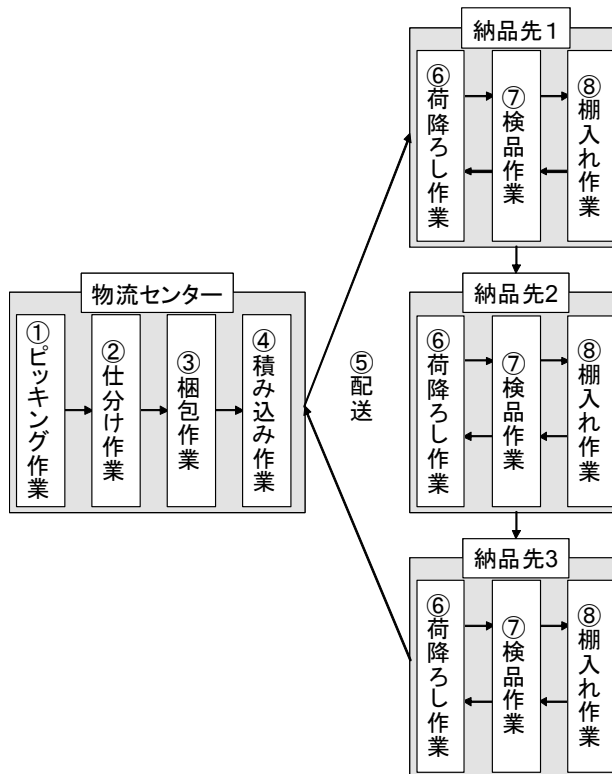 納品先1
⑥荷降ろし作業
⑦検品作業
⑧棚入れ作業
物流センター
①ピッキング作業
②仕分け作業
③梱包作業
④積み込み作業
⑤配送
納品先2
⑥荷降ろし作業
⑦検品作業
⑧棚入れ作業
納品先3
⑥荷降ろし作業
⑦検品作業
⑧棚入れ作業